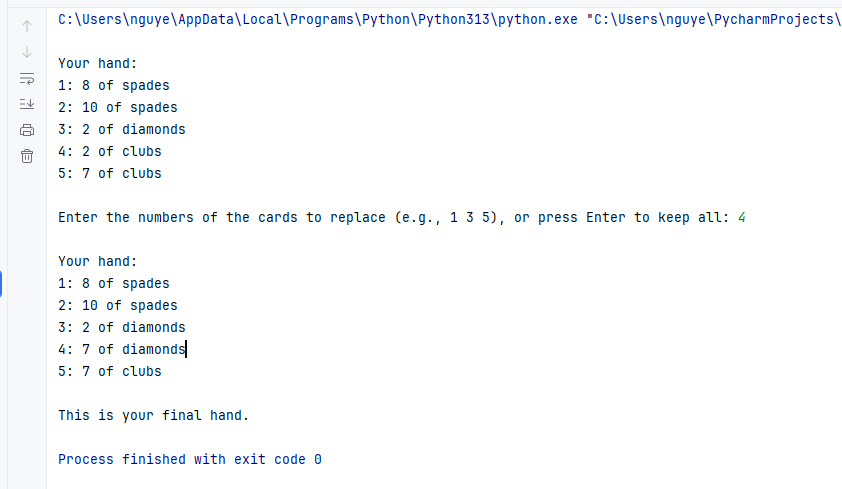 C:\Users\nguye\AppData\Local\Programs\Python\Python313\python.exe "C:\Users\nguye\PycharmProjects\
Your hand:
1: 8 of spades
2: 10 of spades
3: 2 of diamonds
4: 2 of clubs
5: 7 of clubs
Enter the numbers of the cards to replace (e.g., 1 3 5), or press Enter to keep all: 4
Your hand:
1: 8 of spades
2: 10 of spades
3: 2 of diamonds
4: 7 of diamonds
5: 7 of clubs
This is your final hand.
Process finished with exit code 0